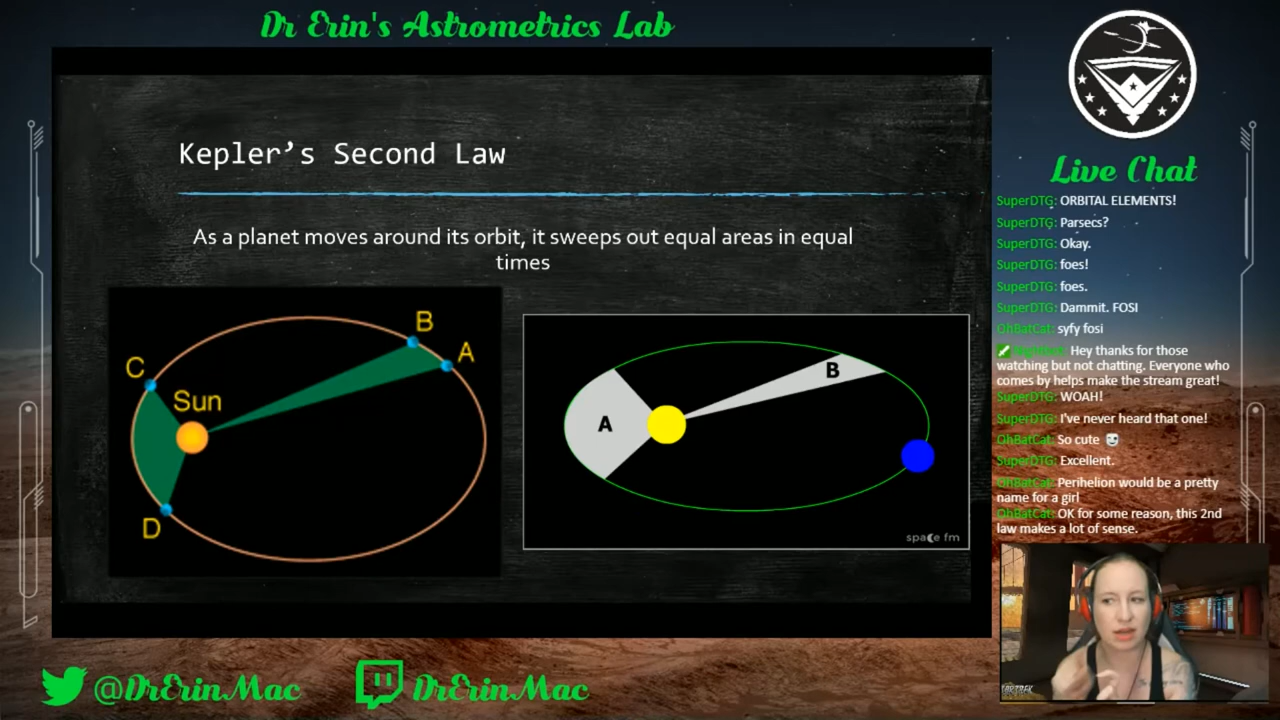 Dr Erin's Astrometrics Lab
Kepler's Second Law
As a planet moves around its orbit, it sweeps out equal areas in equal
times
B
A
C
Sun
D
B
A
space fm
Live Chat
SuperDTG: ORBITAL ELEMENTS!
SuperDTG: Parsecs?
SuperDTG: Okay.
SuperDTG: foes!
SuperDTG: foes.
SuperDTG: Dammit. FOSI
OhBatCat: syfy fosi
Hey thanks for those
watching but not chatting. Everyone who
comes by helps make the stream great!
SuperDTG: WOAH!
SuperDTG: I've never heard that one!
OhBatCat: So cute
SuperDTG: Excellent.
OhBatCat: Perihelion would be a pretty
name for a girl
OhBatCat: OK for some reason, this 2nd
law makes a lot of sense.
@DrErinMac
DrErinMac